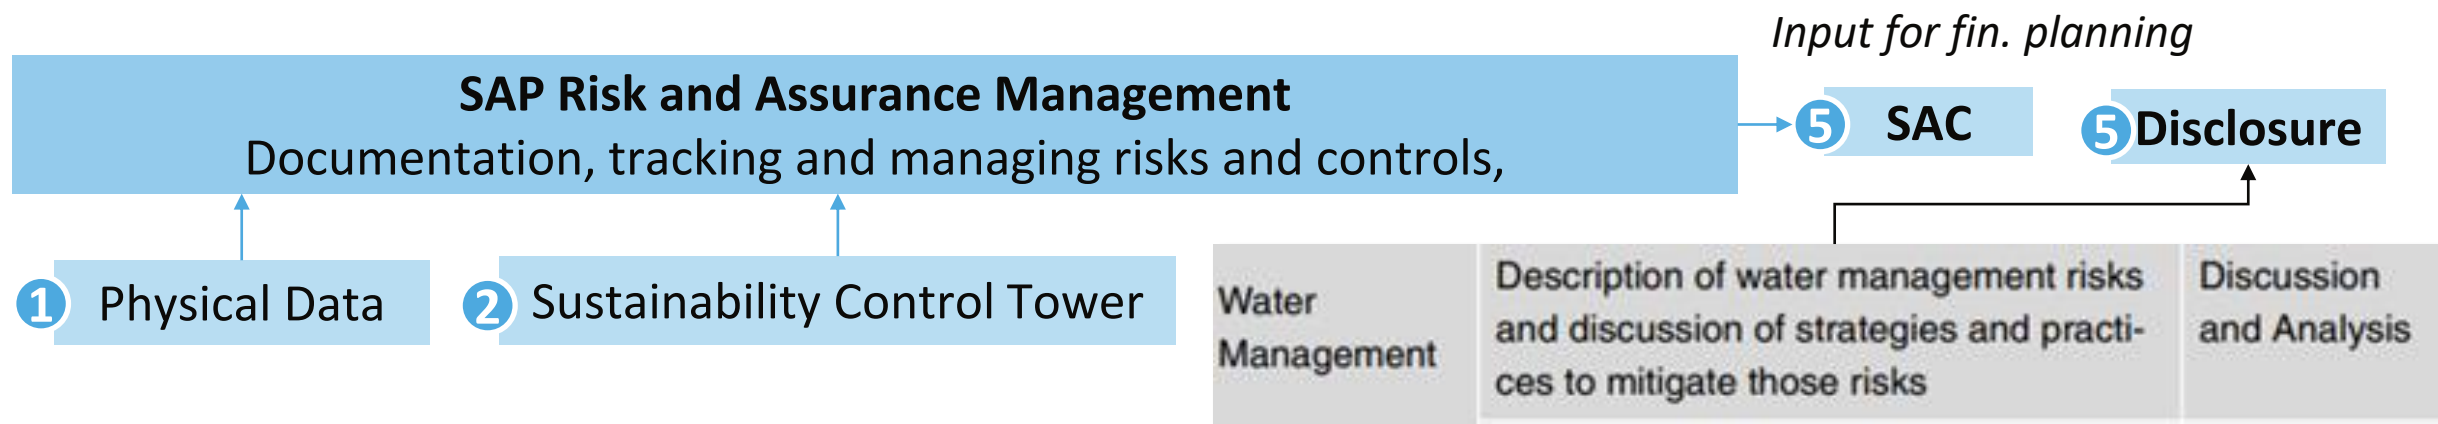 Input for fin. planning
SAP Risk and Assurance Management
Documentation, tracking and managing risks and controls,
5 SAC
5 Disclosure
1 Physical Data
2 Sustainability Control Tower
Water
Management
Description of water management risks
and discussion of strategies and practi-
ces to mitigate those risks
Discussion
and Analysis